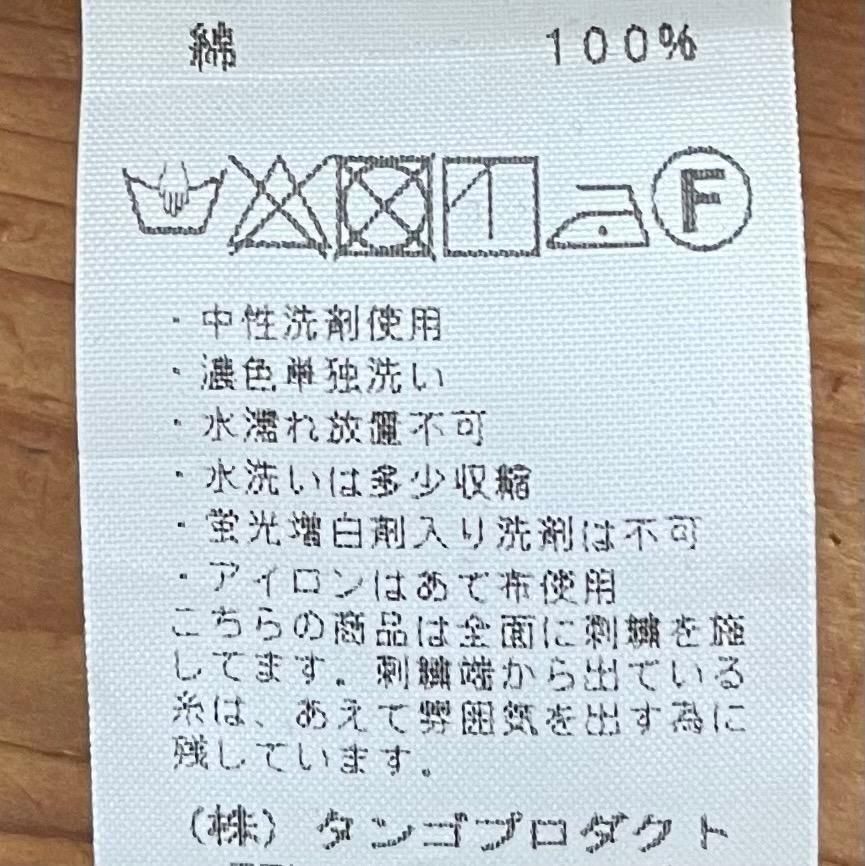 綿 100%
F
・中性洗剤使用
・濃色単独洗い
・水濡れ放置不可
・水洗いは多少収縮
・蛍光増白剤入り洗剤は不可
・アイロンはあて布使用
こちらの商品は全面に刺繍を施
してます。刺繍端から出ている
糸は、あえて雰囲気を出す為に
残しています。
(株)タンゴプロダクト